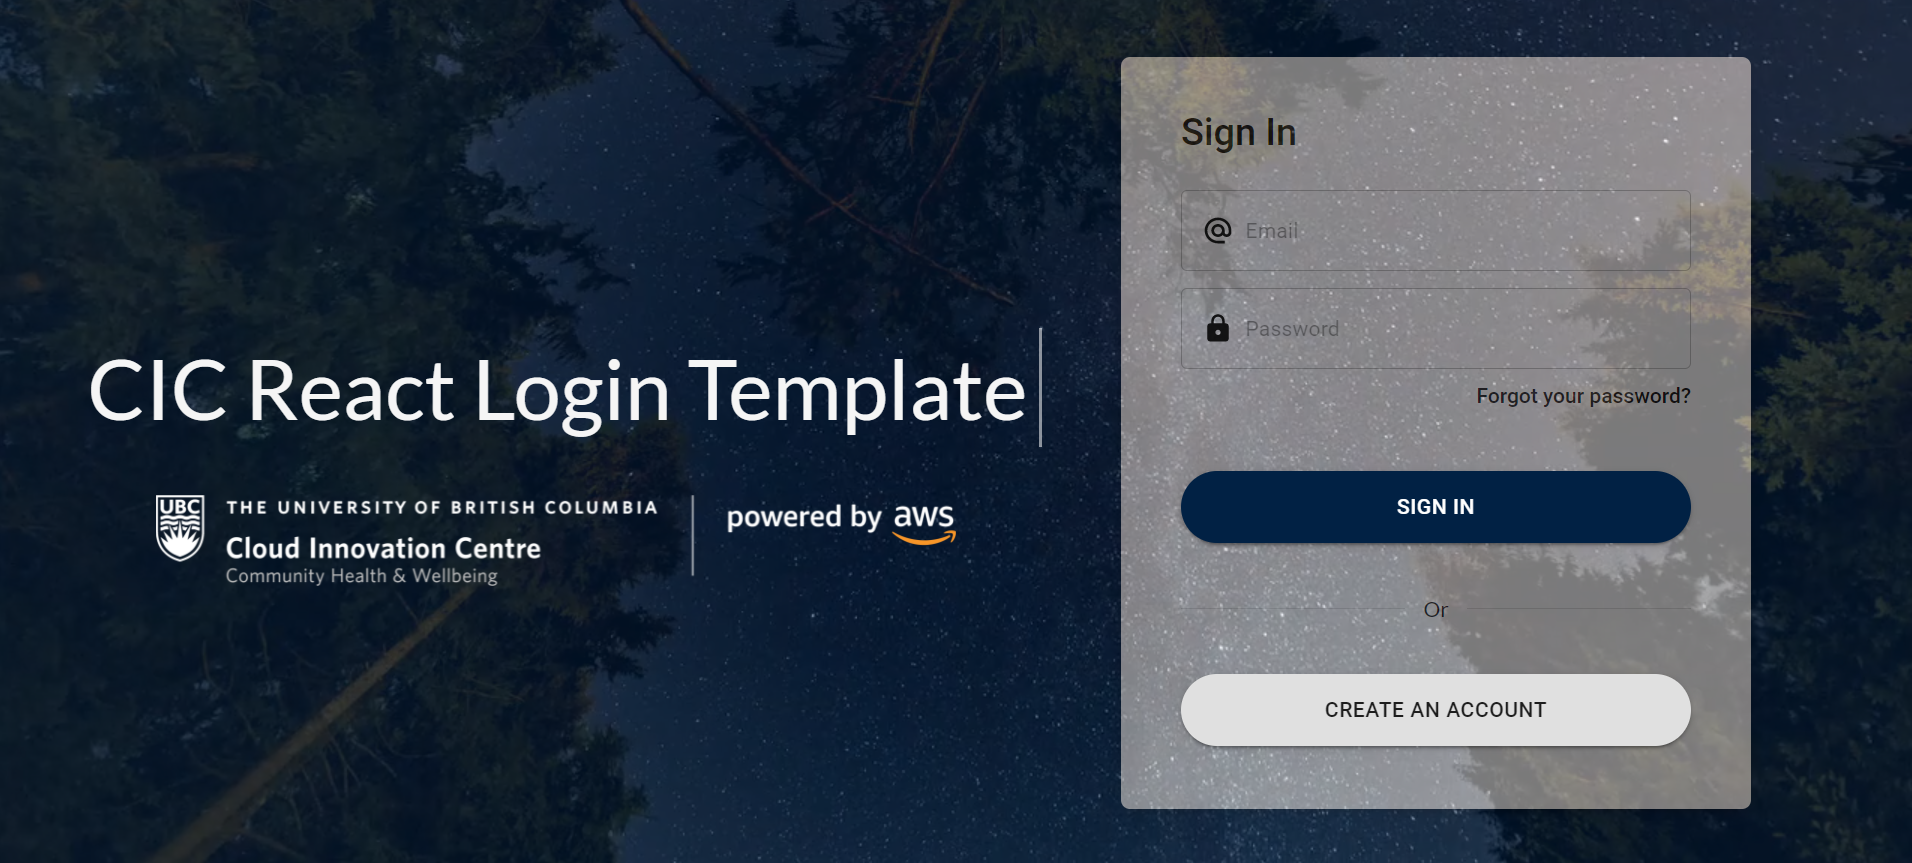 CIC React Login Template
UBC
THE UNIVERSITY OF BRITISH COLUMBIA
Cloud Innovation Centre
Community Health & Wellbeing
powered by aws
Sign In
Email
Password
Forgot your password?
SIGN IN
Or
CREATE AN ACCOUNT